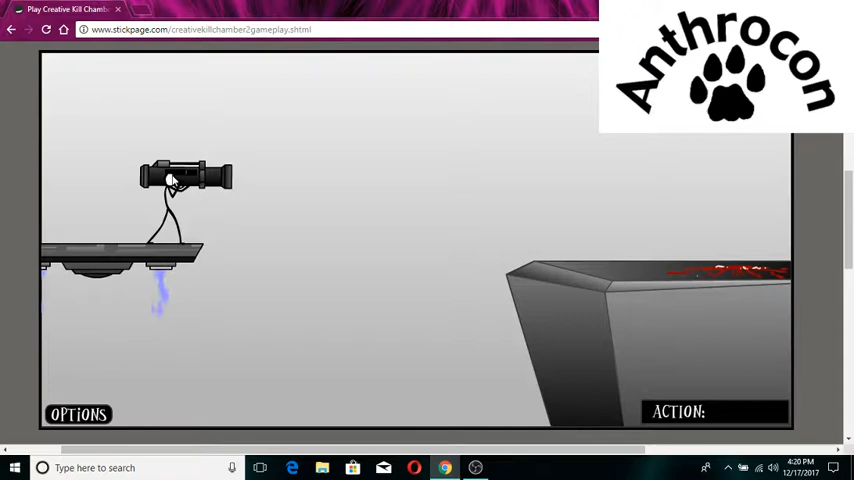 Play Creative Kill Chamb
www.stickpage.com/creativekillchamber2gameplay.shtml
Anthrocon
OPTIONS
ACTION:
Type here to search
4:20 PM
12/17/2017